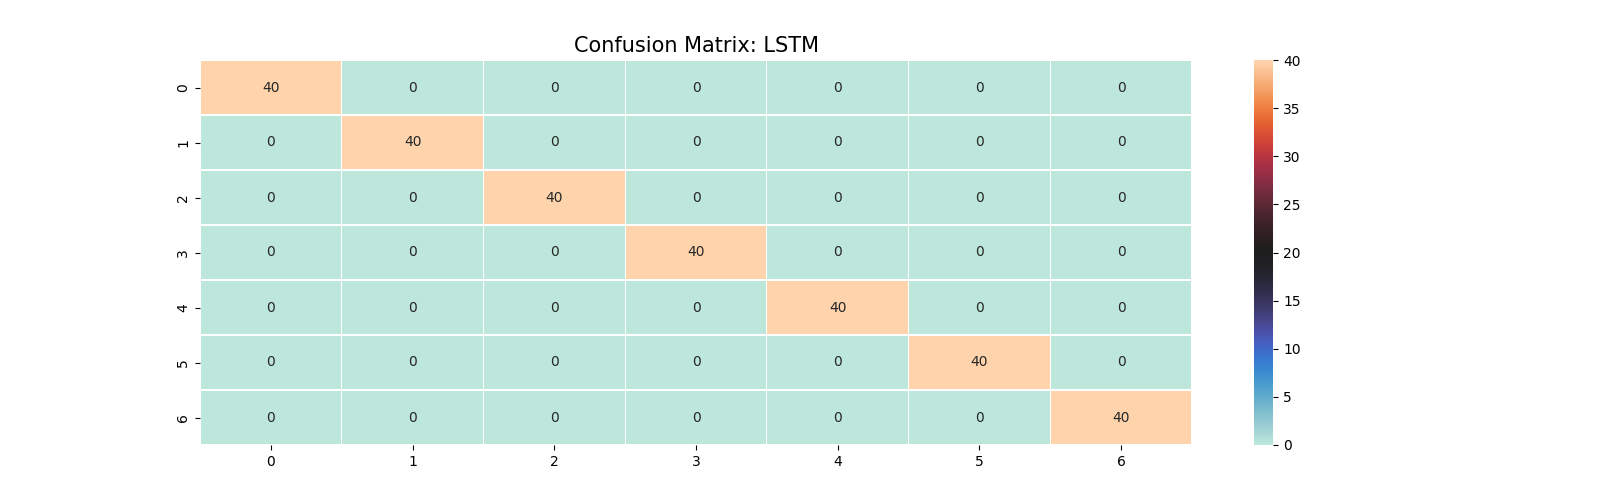 Confusion Matrix: LSTM
0 40 0 0 0 0 0 0
1 0 40 0 0 0 0 0
2 0 0 40 0 0 0 0
3 0 0 0 40 0 0 0
4 0 0 0 0 40 0 0
5 0 0 0 0 0 40 0
6 0 0 0 0 0 0 40
0 1 2 3 4 5 6
40
35
30
25
20
15
10
5
0